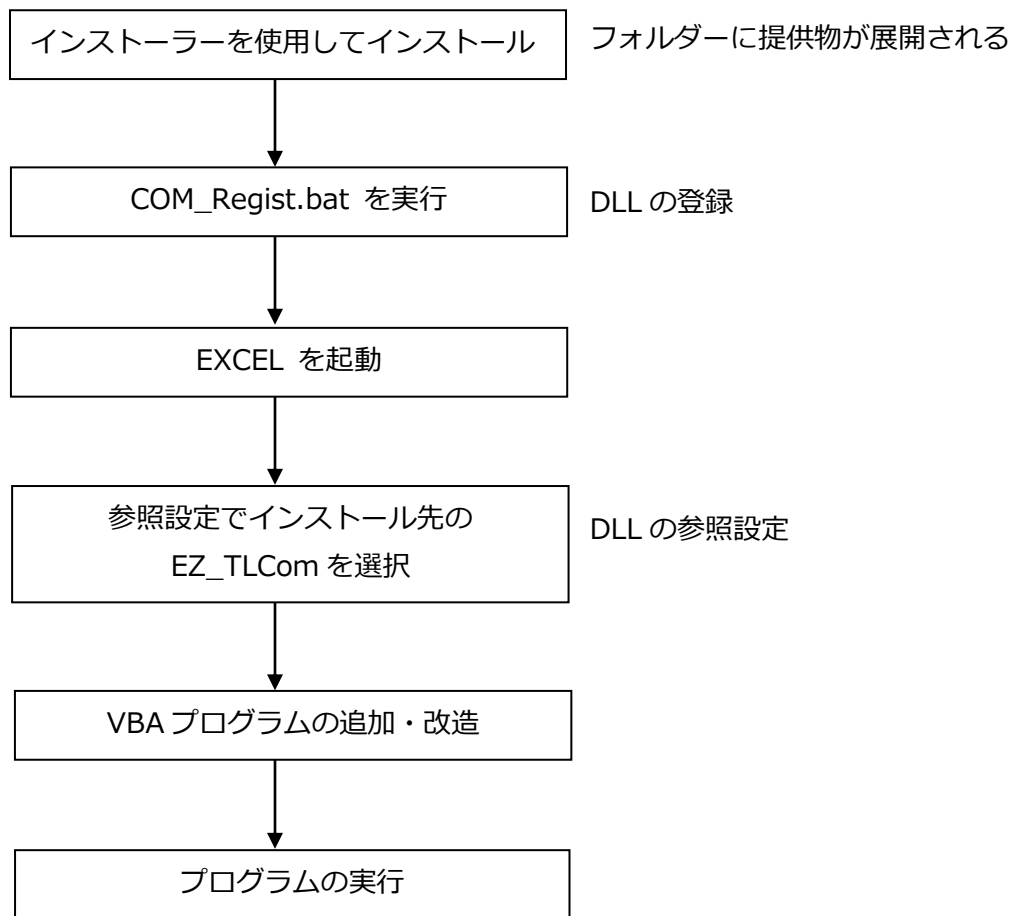 インストーラーを使用してインストール
フォルダーに提供物が展開される
COM_Regist.bat を実行
DLL の登録
EXCEL を起動
参照設定でインストール先の
EZ_TLCom を選択
DLL の参照設定
VBA プログラムの追加・改造
プログラムの実行